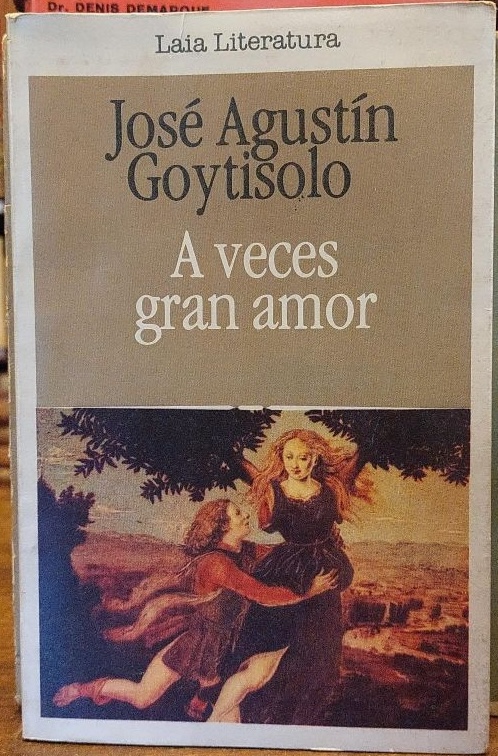 Dr. DENIS DEMARQUE
Laia Literatura
José Agustín
Goytisolo
A veces
gran amor